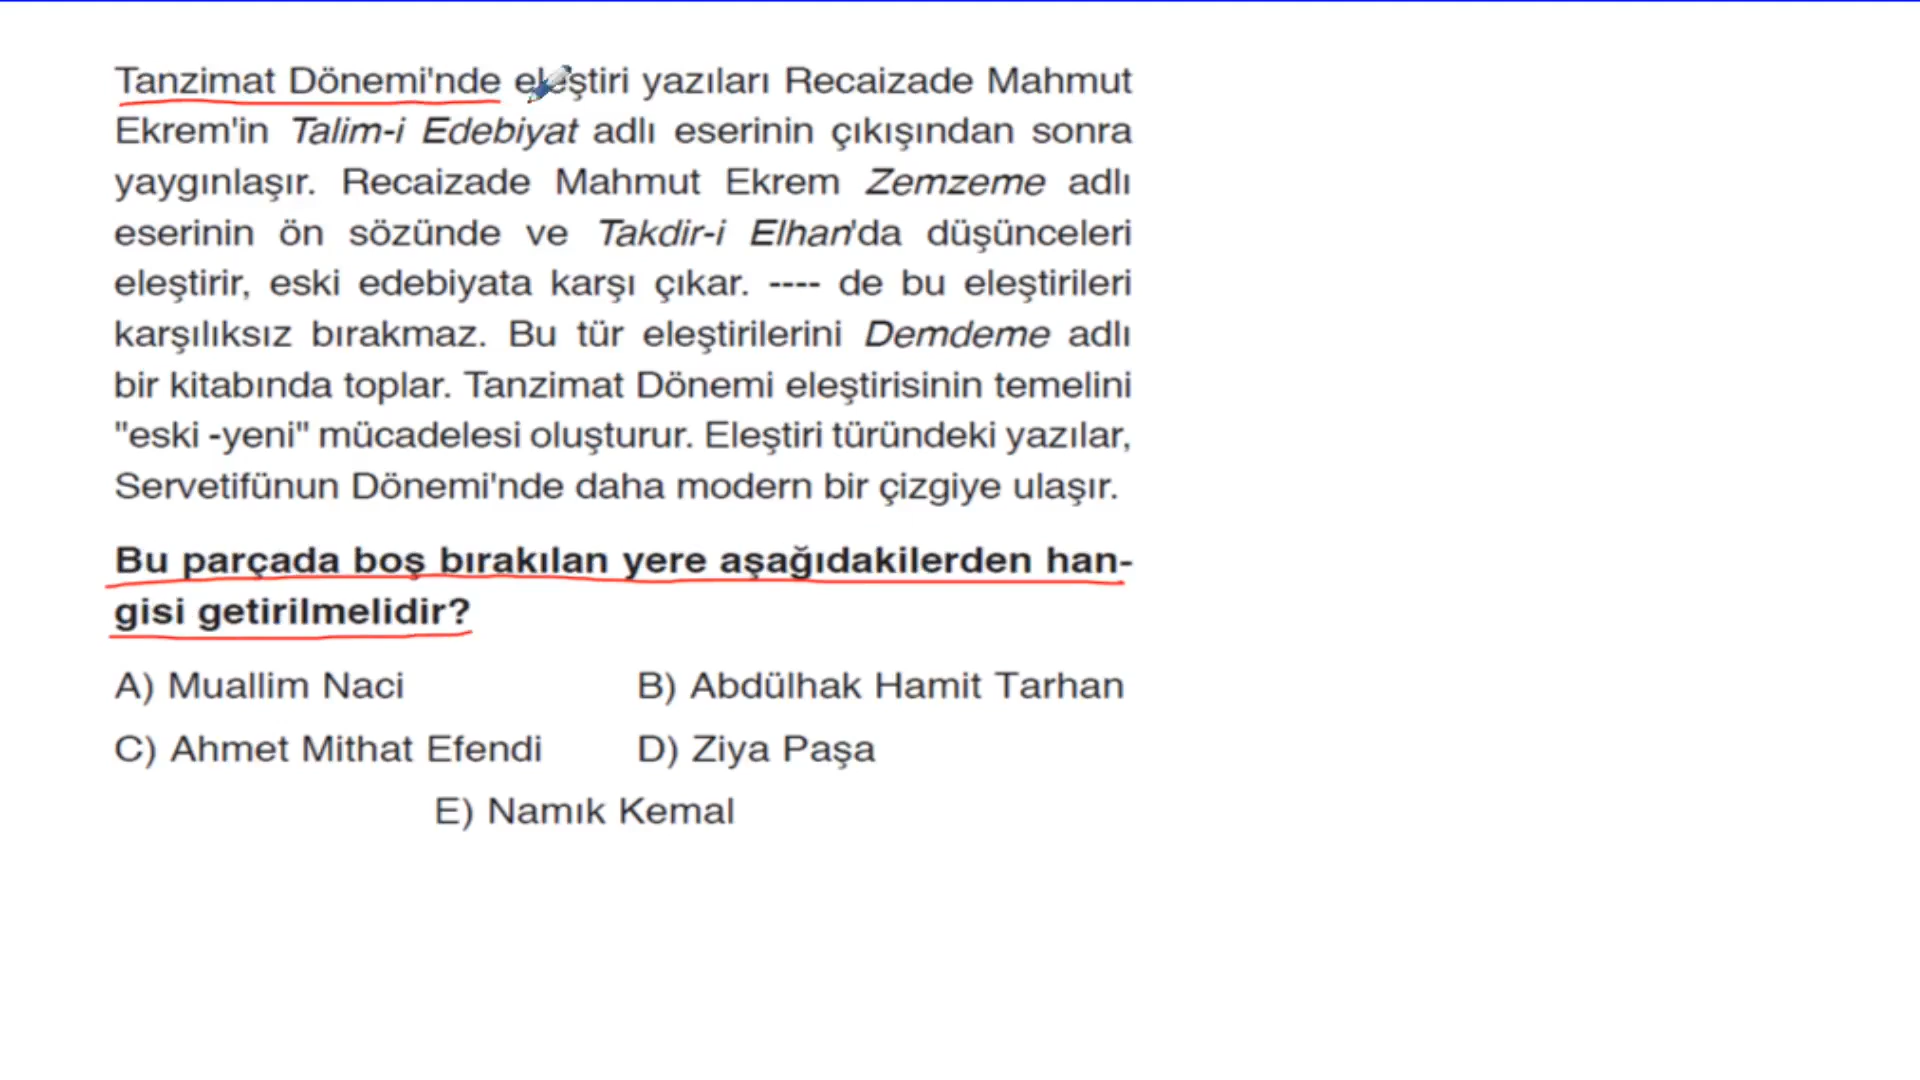 Tanzimat Dönemi'nde eleştiri yazıları Recaizade Mahmut
Ekrem'in Talim-i Edebiyat adlı eserinin çıkışından sonra
yaygınlaşır. Recaizade Mahmut Ekrem Zemzeme adlı
eserinin ön sözünde ve Takdir-i Elhan'da düşünceleri
eleştirir, eski edebiyata karşı çıkar. ---- de bu eleştirileri
karşılıksız bırakmaz. Bu tür eleştirilerini Demdeme adlı
bir kitabında toplar. Tanzimat Dönemi eleştirisinin temelini
"eski -yeni" mücadelesi oluşturur. Eleştiri türündeki yazılar,
Servetifünun Dönemi'nde daha modern bir çizgiye ulaşır.
Bu parçada boş bırakılan yere aşağıdakilerden han-
gisi getirilmelidir?
A) Muallim Naci B) Abdülhak Hamit Tarhan
C) Ahmet Mithat Efendi D) Ziya Paşa
E) Namık Kemal